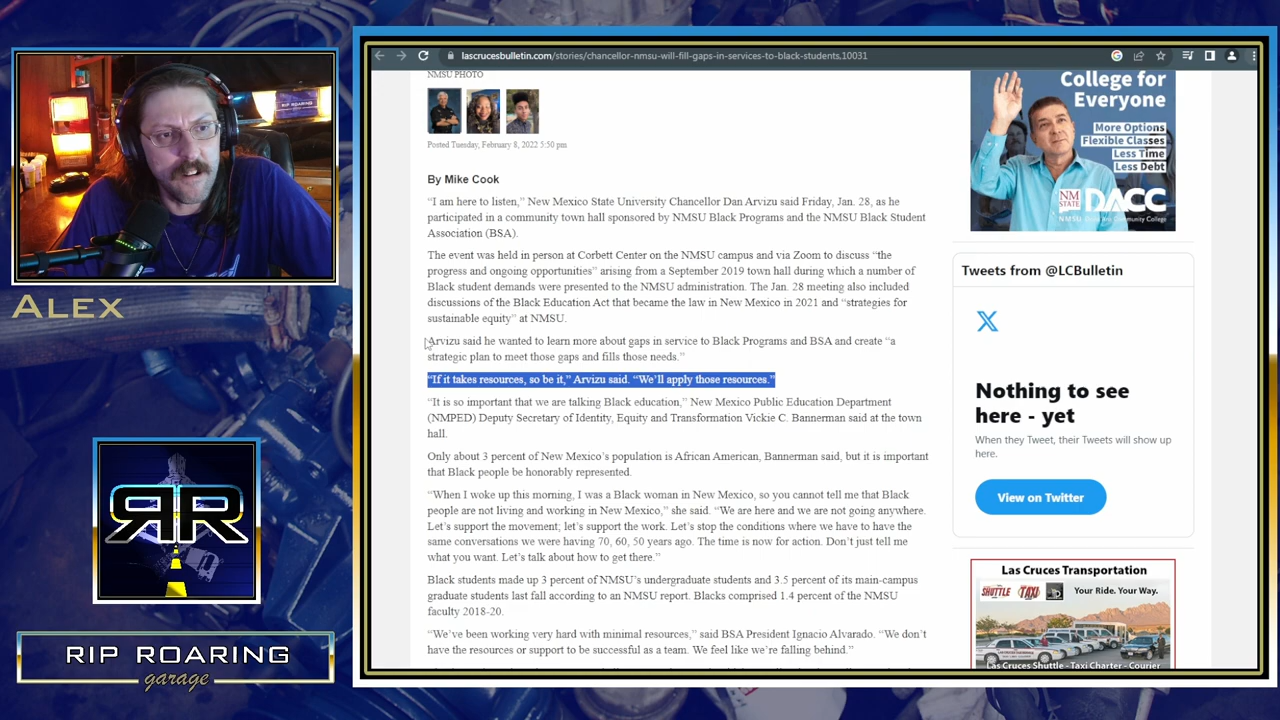 lascrucesbulletin.com/stories/chancellor-nmsu-will-fill-gaps-in-services-to-black-students,10031
NMSU PHOTO
Posted Tuesday, February 8, 2022 5:50 pm
By Mike Cook
“I am here to listen,” New Mexico State University Chancellor Dan Arvizu said Friday, Jan. 28, as he
participated in a community town hall sponsored by NMSU Black Programs and the NMSU Black Student
Association (BSA).
The event was held in person at Corbett Center on the NMSU campus and via Zoom to discuss “the
progress and ongoing opportunities” arising from a September 2019 town hall during which a number of
Black student demands were presented to the NMSU administration. The Jan. 28 meeting also included
discussions of the Black Education Act that became the law in New Mexico in 2021 and “strategies for
sustainable equity” at NMSU.
Arvizu said he wanted to learn more about gaps in service to Black Programs and BSA and create “a
strategic plan to meet those gaps and fills those needs.”
“If it takes resources, so be it,” Arvizu said. “We’ll apply those resources.”
“It is so important that we are talking Black education,” New Mexico Public Education Department
(NMPED) Deputy Secretary of Identity, Equity and Transformation Vickie C. Bannerman said at the town
hall.
Only about 3 percent of New Mexico’s population is African American, Bannerman said, but it is important
that Black people be honorably represented.
“When I woke up this morning, I was a Black woman in New Mexico, so you cannot tell me that Black
people are not living and working in New Mexico,” she said. “We are here and we are not going anywhere.
Let’s support the movement; let’s support the work. Let’s stop the conditions where we have to have the
same conversations we were having 70, 60, 50 years ago. The time is now for action. Don’t just tell me
what you want. Let’s talk about how to get there.”
Black students made up 3 percent of NMSU’s undergraduate students and 3.5 percent of its main-campus
graduate students last fall according to an NMSU report. Blacks comprised 1.4 percent of the NMSU
faculty 2018-20.
“We’ve been working very hard with minimal resources,” said BSA President Ignacio Alvarado. “We don’t
have the resources or support to be successful as a team. We feel like we’re falling behind.”
College for
Everyone
More Options
Flexible Classes
Less Time
Less Debt
NM
STATE
DACC
NMSU
Community College
Tweets from @LCBulletin
X
Nothing to see
here - yet
When they Tweet, their Tweets will show up
here.
View on Twitter
Las Cruces Transportation
SHUTTLE
TAXI
Your Ride. Your Way.
Las Cruces Shuttle - Taxi Charter - Courier
RIP ROARING
ALEX
RR
RIP ROARING
garage